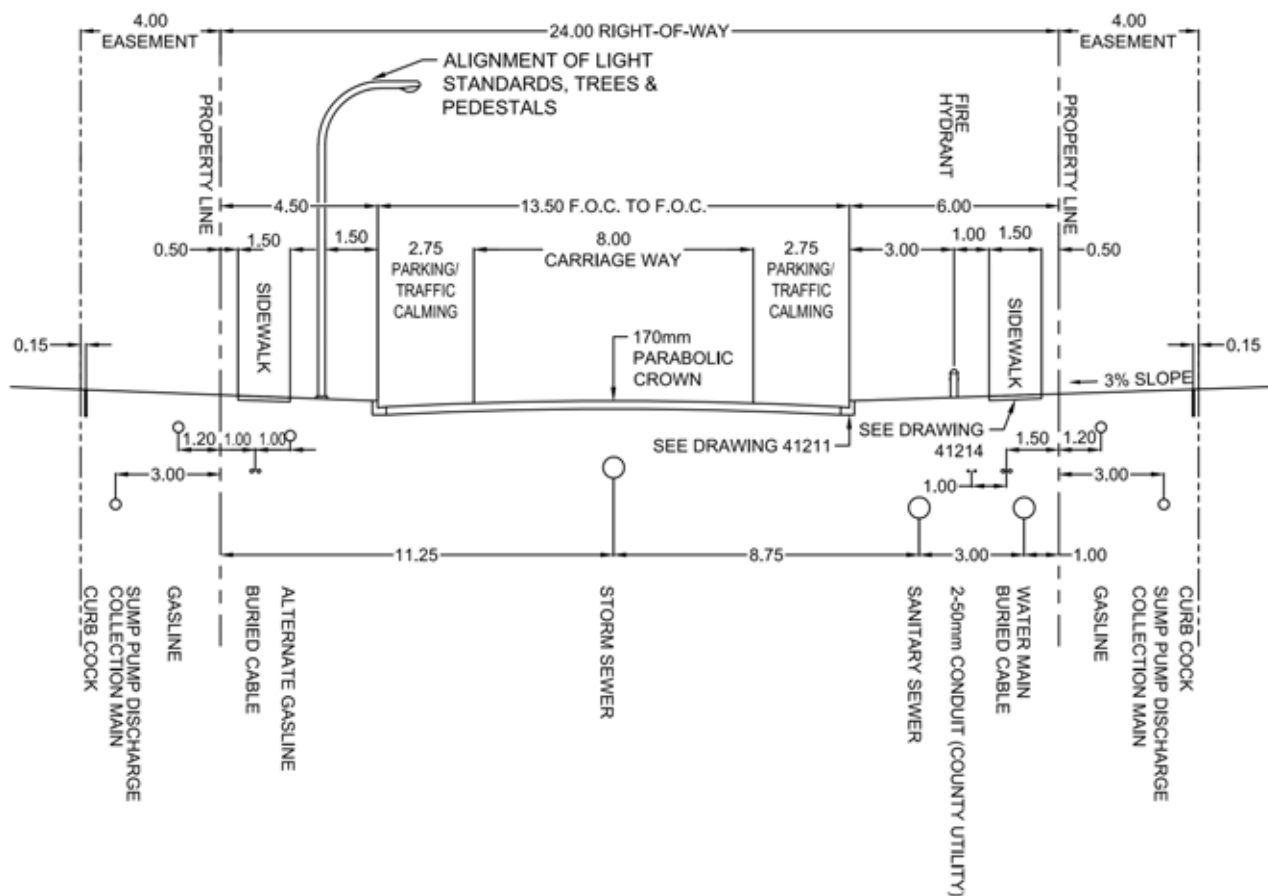 4.00
EASEMENT
24.00 RIGHT-OF-WAY
4.00
EASEMENT
ALIGNMENT OF LIGHT
STANDARDS, TREES &
PEDESTALS
PROPERTY LINE
FIRE
HYDRANT
PROPERTY LINE
4.50
13.50 F.O.C. TO F.O.C.
6.00
0.50
1.50
1.50
2.75
PARKING/
TRAFFIC
CALMING
8.00
CARRIAGE WAY
2.75
PARKING/
TRAFFIC
CALMING
3.00
1.00
1.50
0.50
SIDEWALK
SIDEWALK
0.15
170mm
PARABOLIC
CROWN
3% SLOPE
0.15
SEE DRAWING 41211
SEE DRAWING
41214
1.20
1.00
1.00
1.50
1.20
3.00
1.00
3.00
11.25
8.75
3.00
1.00
CURB COCK
SUMP PUMP DISCHARGE
COLLECTION MAIN
GASLINE
BURIED CABLE
ALTERNATE GASLINE
STORM SEWER
SANITARY SEWER
2-50mm CONDUIT (COUNTY UTILITY)
WATER MAIN
BURIED CABLE
GASLINE
CURB COCK
SUMP PUMP DISCHARGE
COLLECTION MAIN